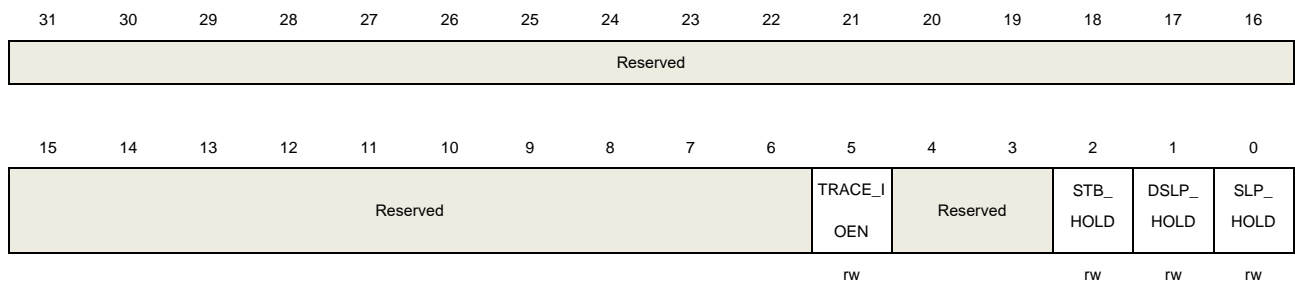 31 30 29 28 27 26 25 24 23 22 21 20 19 18 17 16
Reserved
15 14 13 12 11 10 9 8 7 6 5 4 3 2 1 0
Reserved TRACE_I Reserved STB_ DSLP_ SLP_
OEN HOLD HOLD HOLD
rw rw rw rw